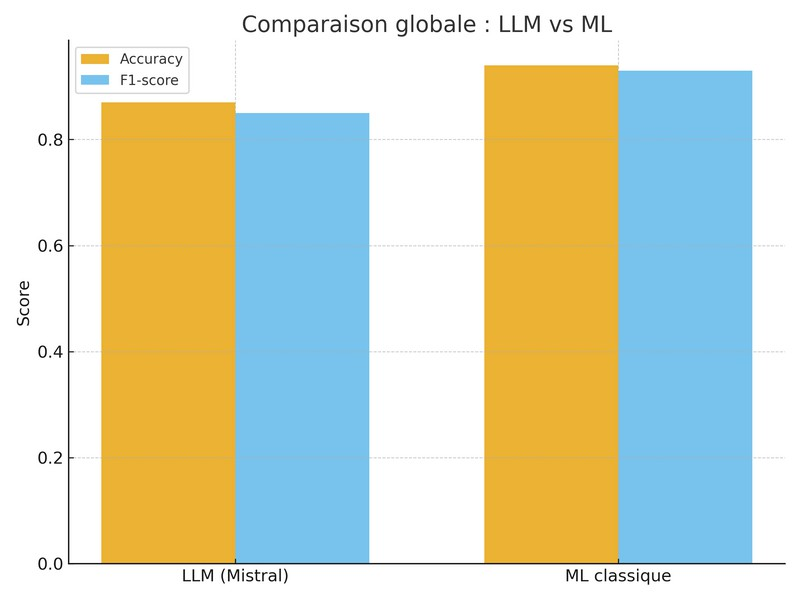 Comparaison globale : LLM vs ML
Accuracy
F1-score
Score
0.8
0.6
0.4
0.2
0.0
LLM (Mistral)
ML classique